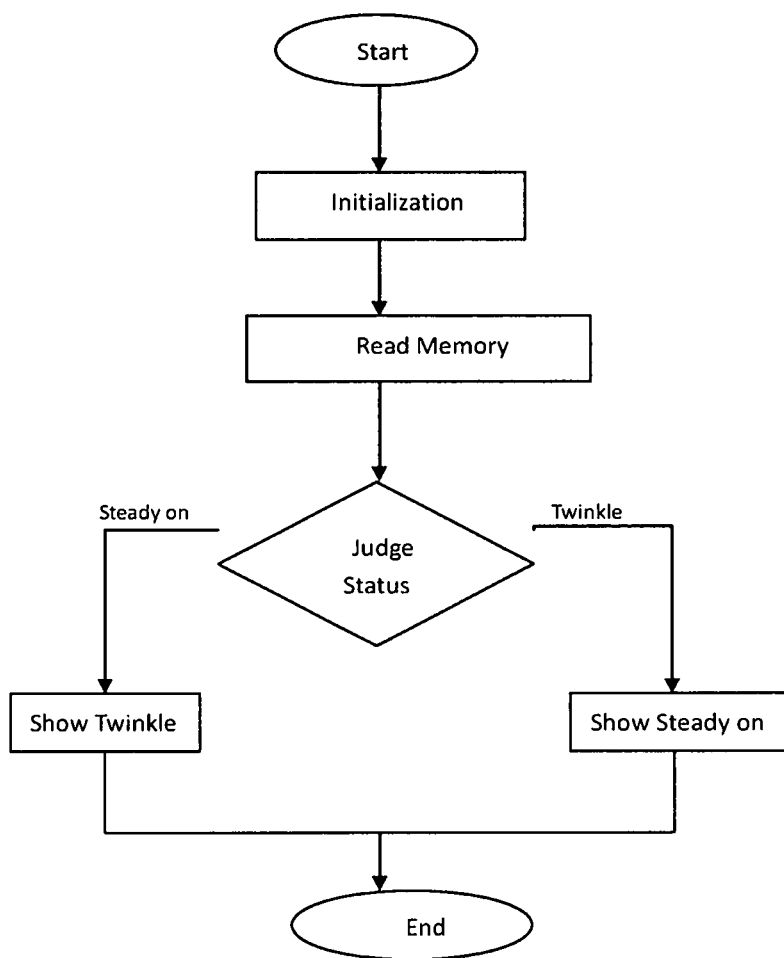 Start
Initialization
Read Memory
Steady on
Twinkle
Judge
Status
Show Twinkle
Show Steady on
End